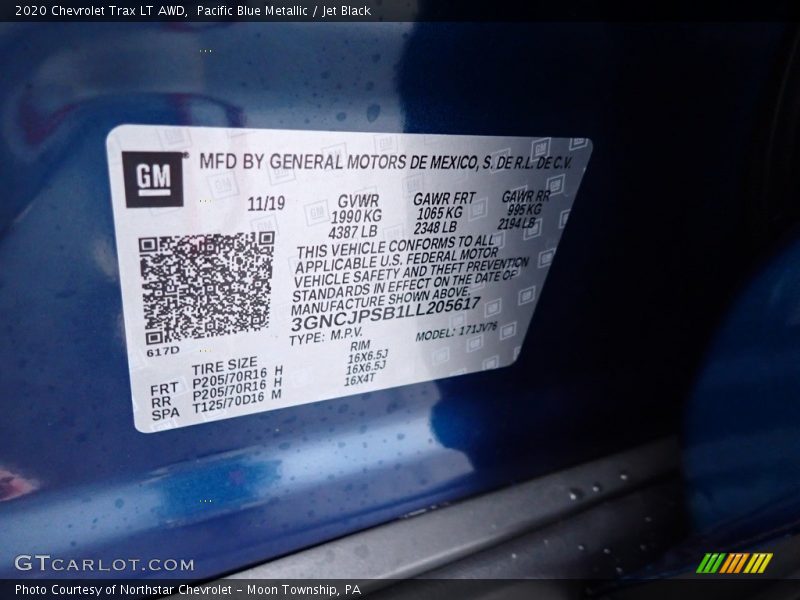 2020 Chevrolet Trax LT AWD,  Pacific Blue Metallic / Jet Black
GM
MFD BY GENERAL MOTORS DE MEXICO, S. DE R.L. DE C.V.
11/19 GVWR GAWR FRT GAWR RR
1990 KG 1065 KG 995 KG
4387 LB 2348 LB 2194 LB
THIS VEHICLE CONFORMS TO ALL
APPLICABLE U.S. FEDERAL MOTOR
VEHICLE SAFETY AND THEFT PREVENTION
STANDARDS IN EFFECT ON THE DATE OF
MANUFACTURE SHOWN ABOVE.
3GNCJPSB1LL205617
TYPE: M.P.V. MODEL: 171JV76
617D
TIRE SIZE RIM
FRT P205/70R16 H 16X6.5J
RR P205/70R16 H 16X6.5J
SPA T125/70D16 M 16X4T
GTCARLOT.COM
Photo Courtesy of Northstar Chevrolet - Moon Township, PA